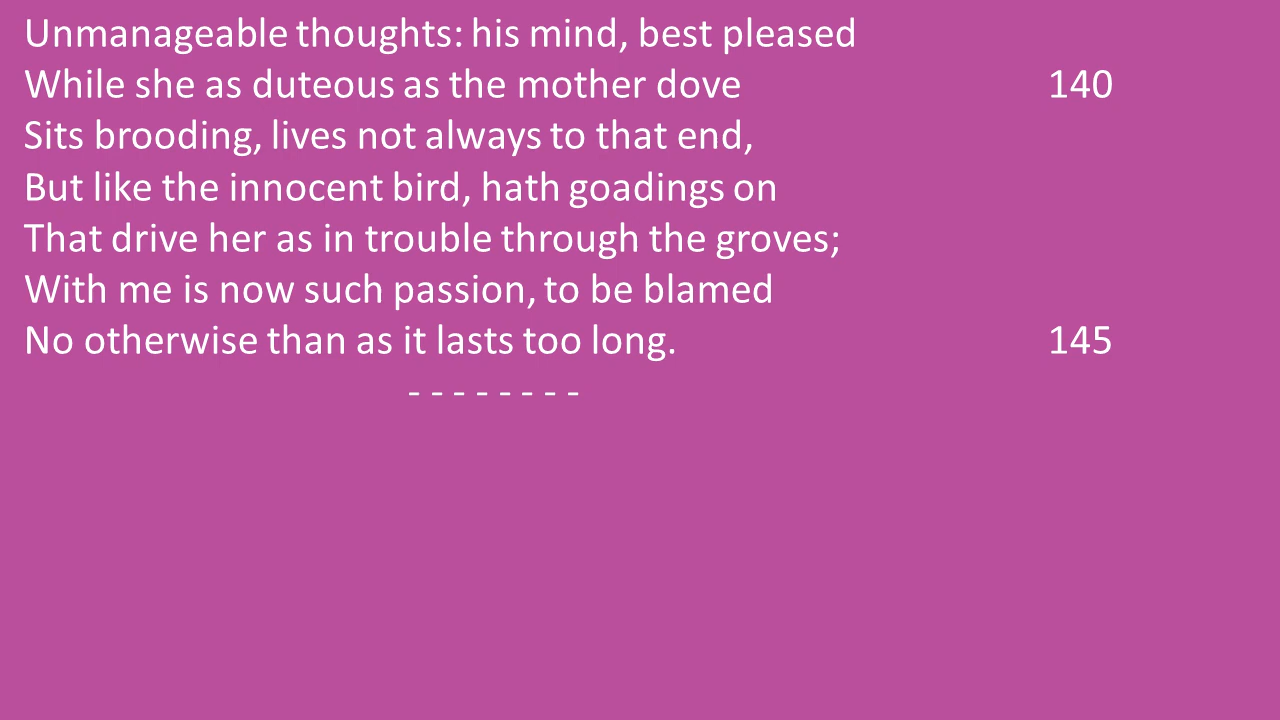 Unmanageable thoughts: his mind, best pleased
While she as duteous as the mother dove 140
Sits brooding, lives not always to that end,
But like the innocent bird, hath goadings on
That drive her as in trouble through the groves;
With me is now such passion, to be blamed
No otherwise than as it lasts too long. 145
- - - - - - - -